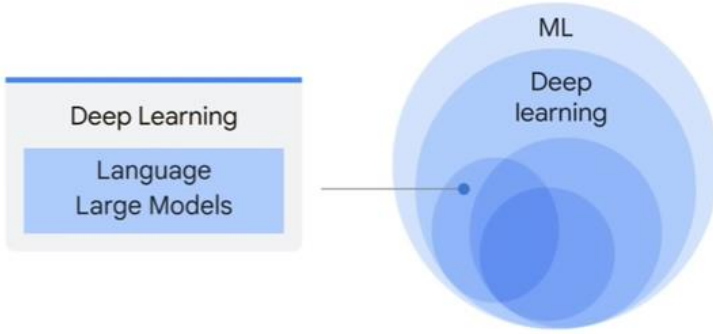 Deep Learning
Language
Large Models
ML
Deep
learning